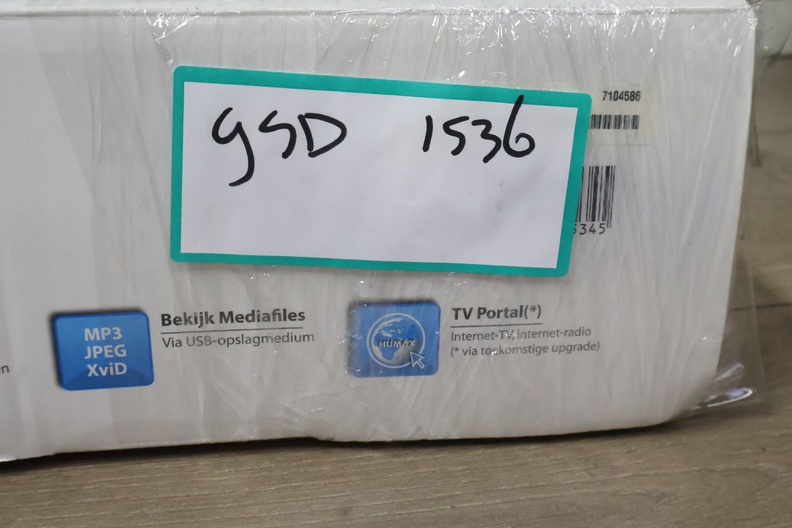 gSD 1536
7104586
5345
MP3
JPEG
XviD
Bekijk Mediafiles
Via USB-opslagmedium
HUMAX
TV Portal(*)
Internet-TV, internet-radio
(* via toekomstige upgrade)